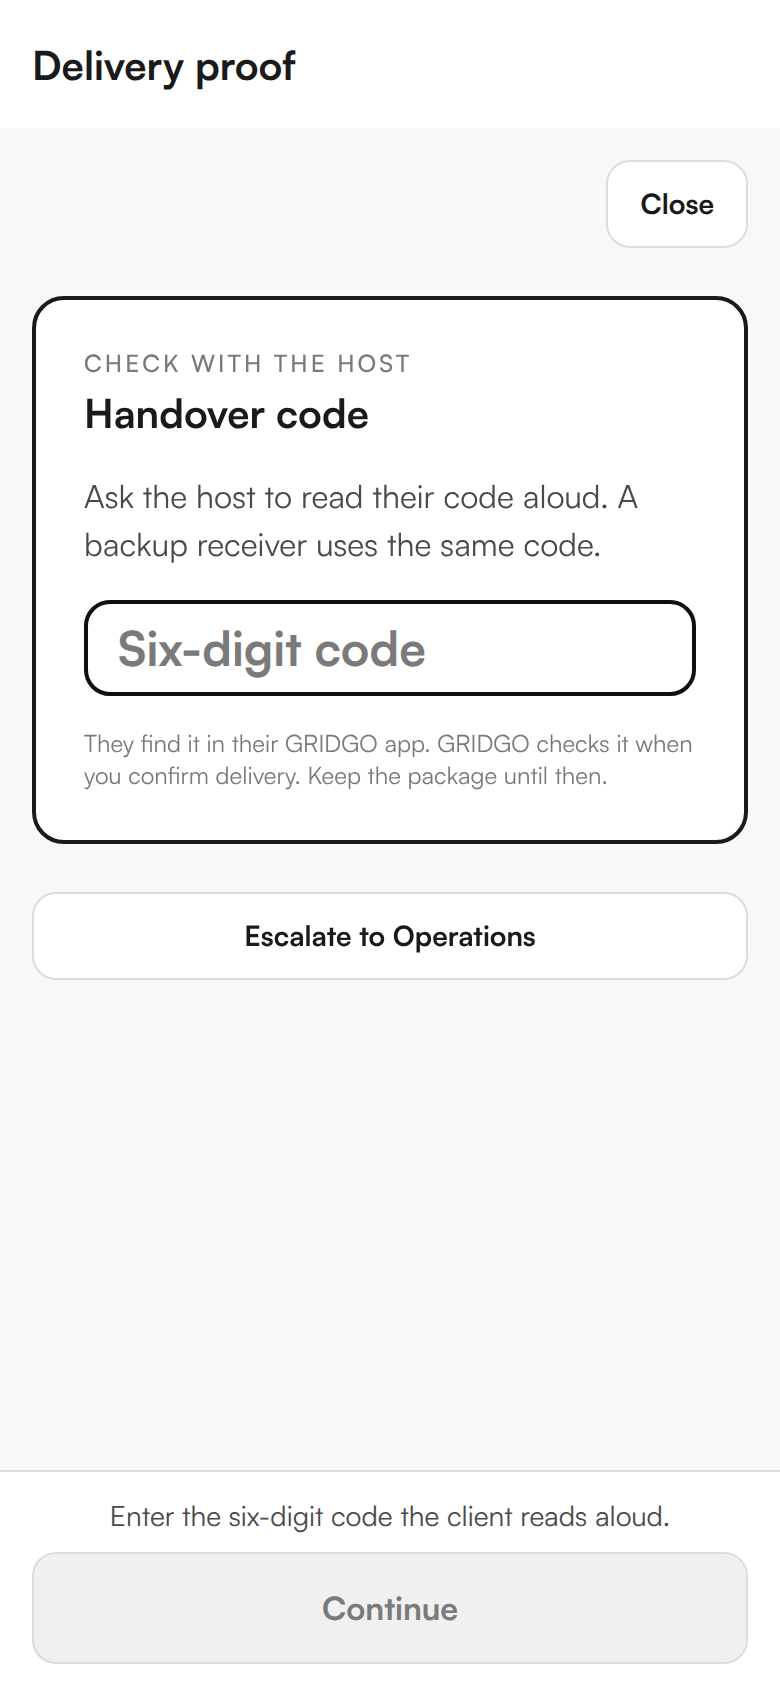 Delivery proof
Close
CHECK WITH THE HOST
Handover code
Ask the host to read their code aloud. A
backup receiver uses the same code.
Six-digit code
They find it in their GRIDGO app. GRIDGO checks it when
you confirm delivery. Keep the package until then.
Escalate to Operations
Enter the six-digit code the client reads aloud.
Continue